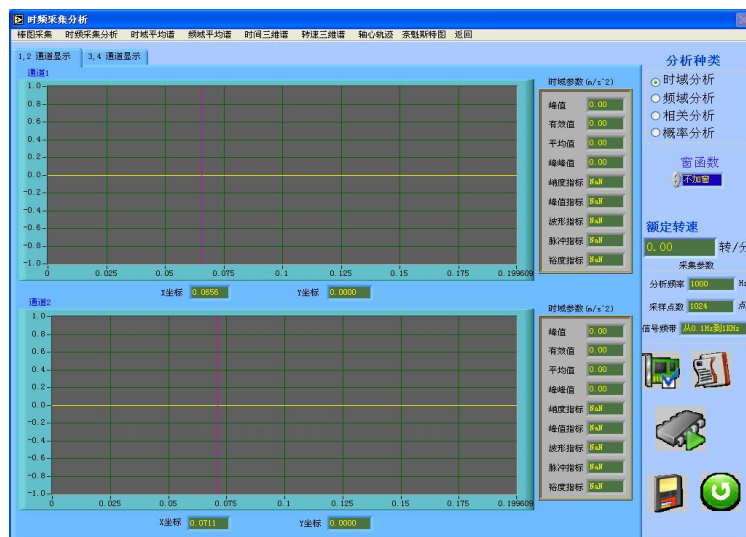 时频采集分析
棒图采集 时频采集分析 时域平均谱 频域平均谱 时间三维谱 转速三维谱 轴心轨迹 奈魁斯特图 返回
1,2 通道显示 3,4 通道显示
通道1
1.0
0.8
0.6
0.4
0.2
0.0
-0.2
-0.4
-0.6
-0.8
-1.0
0 0.025 0.05 0.075 0.1 0.125 0.15 0.175 0.199609
X坐标 0.0656 Y坐标 0.0000
时域参数(m/s^2)
峰值 0.00
有效值 0.00
平均值 0.00
峰峰值 0.00
峭度指标 NaN
峰值指标 NaN
波形指标 NaN
脉冲指标 NaN
裕度指标 NaN
通道2
1.0
0.8
0.6
0.4
0.2
0.0
-0.2
-0.4
-0.6
-0.8
-1.0
0 0.025 0.05 0.075 0.1 0.125 0.15 0.175 0.199609
X坐标 0.0711 Y坐标 0.0000
时域参数(m/s^2)
峰值 0.00
有效值 0.00
平均值 0.00
峰峰值 0.00
峭度指标 NaN
峰值指标 NaN
波形指标 NaN
脉冲指标 NaN
裕度指标 NaN
分析种类
时域分析
频域分析
相关分析
概率分析
窗函数
不加窗
额定转速
0.00 转/分
采集参数
分析频率 1000 Hz
采样点数 1024 点
信号频带 从0.1Hz到1KHz